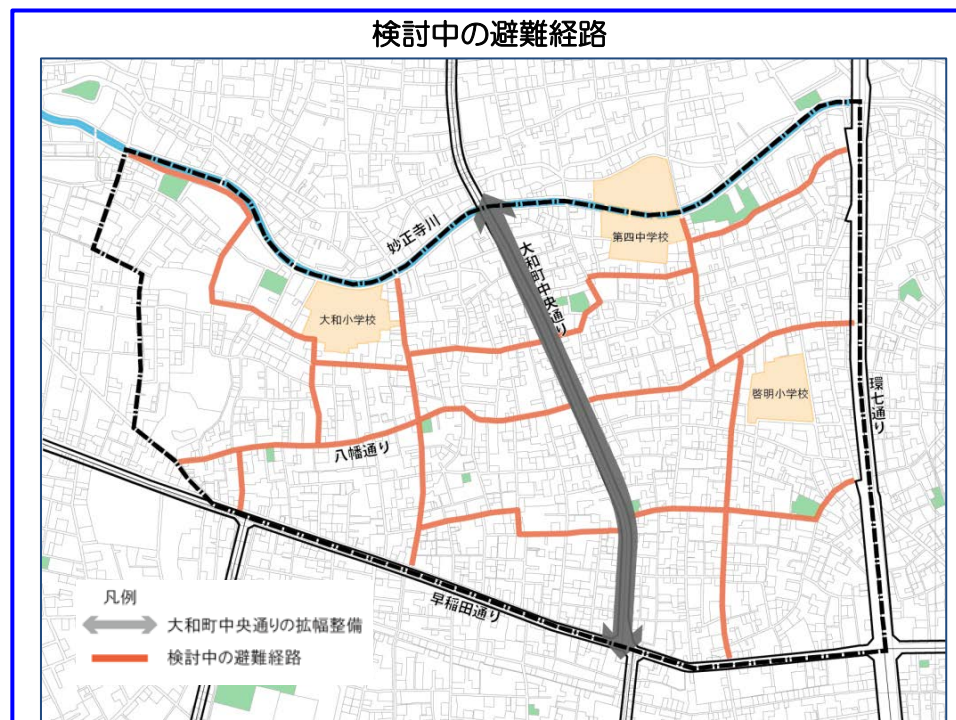 検討中の避難経路
妙正寺川
第四中学校
大和町中央通り
大和小学校
啓明小学校
環七通り
八幡通り
早稲田通り
凡例
大和町中央通りの拡幅整備
検討中の避難経路